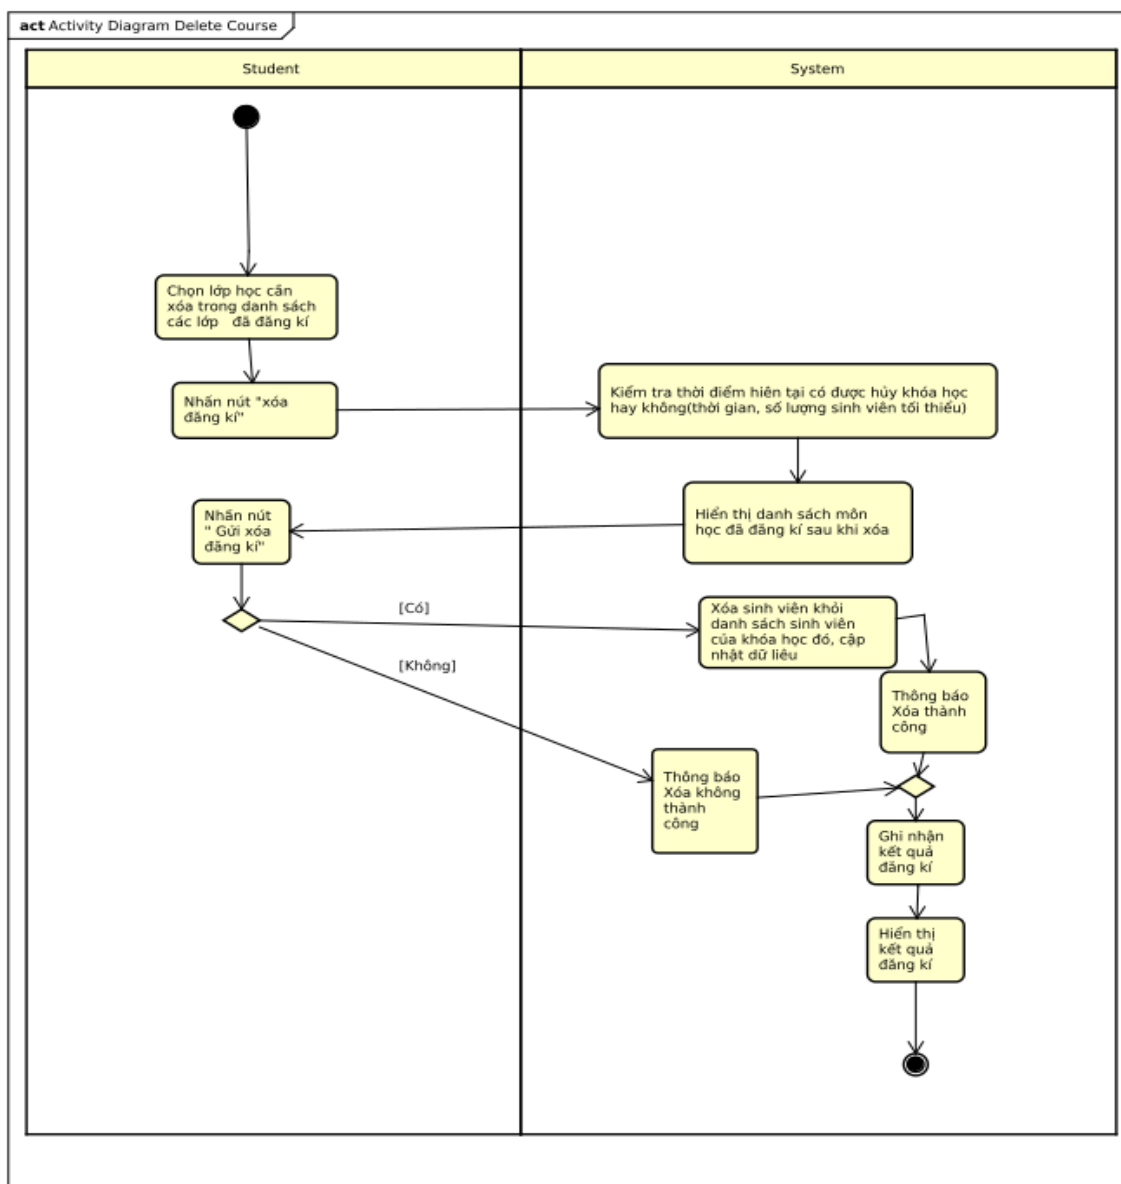 act Activity Diagram Delete Course
Student
System
Chọn lớp học cần
xóa trong danh sách
các lớp đã đăng kí
Nhấn nút "xóa
đăng kí"
Kiểm tra thời điểm hiên tại có được hủy khóa học
hay không(thời gian, số lượng sinh viên tối thiểu)
Hiển thị danh sách môn
học đã đăng kí sau khi xóa
Nhấn nút
" Gửi xóa
đăng kí"
[Có]
[Không]
Xóa sinh viên khỏi
danh sách sinh viên
của khóa học đó, cập
nhật dữ liêu
Thông báo
Xóa thành
công
Thông báo
Xóa không
thành
công
Ghi nhận
kết quả
đăng kí
Hiển thị
kết quả
đăng kí